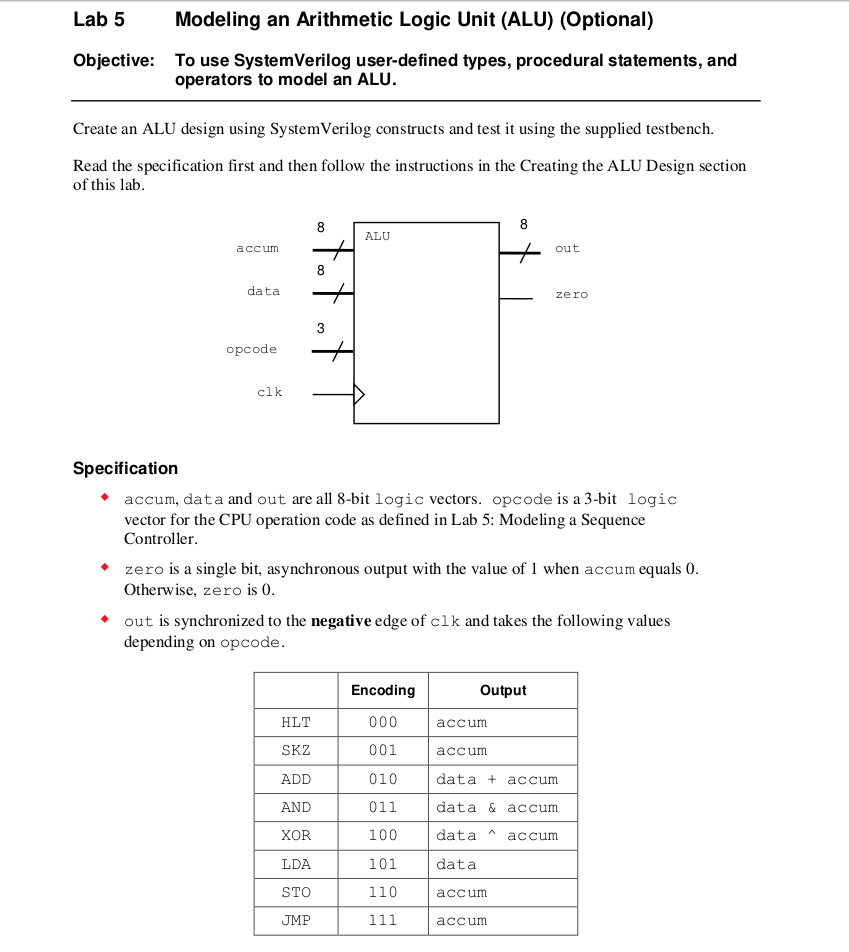 Lab 5 Modeling an Arithmetic Logic Unit (ALU) (Optional)
Objective: To use SystemVerilog user-defined types, procedural statements, and
operators to model an ALU.
Create an ALU design using SystemVerilog constructs and test it using the supplied testbench.
Read the specification first and then follow the instructions in the Creating the ALU Design section
of this lab.
8 8
ALU
accum out
8
data zero
3
opcode
clk
Specification
accum, data and out are all 8-bit logic vectors. opcode is a 3-bit logic
vector for the CPU operation code as defined in Lab 5: Modeling a Sequence
Controller.
zero is a single bit, asynchronous output with the value of 1 when accum equals 0.
Otherwise, zero is 0.
out is synchronized to the negative edge of clk and takes the following values
depending on opcode.
Encoding Output
HLT 000 accum
SKZ 001 accum
ADD 010 data + accum
AND 011 data & accum
XOR 100 data ^ accum
LDA 101 data
STO 110 accum
JMP 111 accum